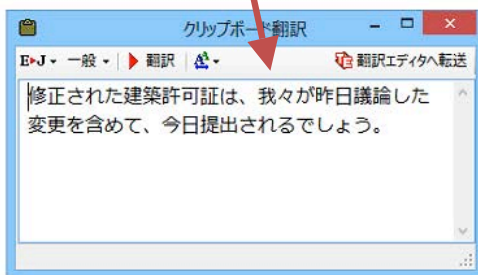 クリップボード翻訳
E▸J 一般 翻訳 翻訳エディタへ転送
修正された建築許可証は、我々が昨日議論した
変更を含めて、今日提出されるでしょう。